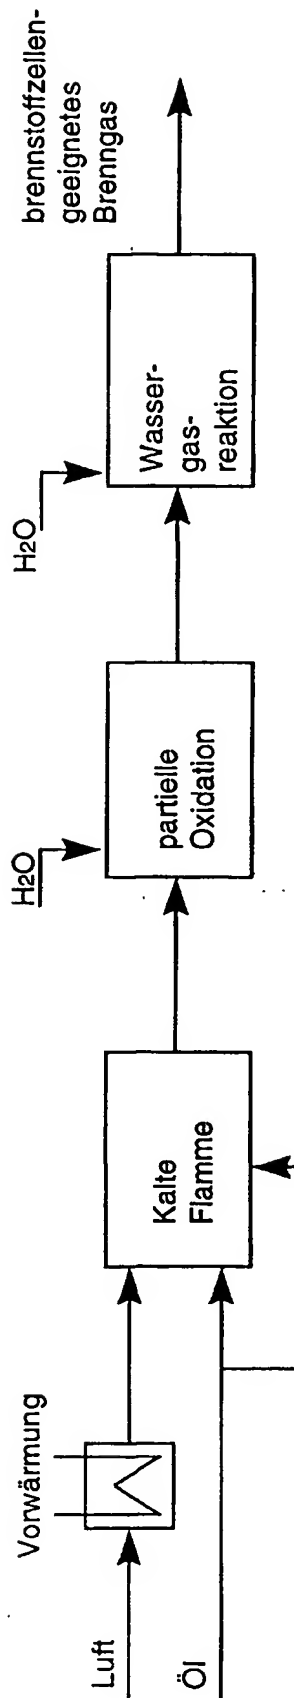 Luft
Öl
Vorwärmung
Kalte
Flamme
H2O
partielle
Oxidation
H2O
Wasser-
gas-
reaktion
brennstoffzellen-
geeignetes
Brenngas